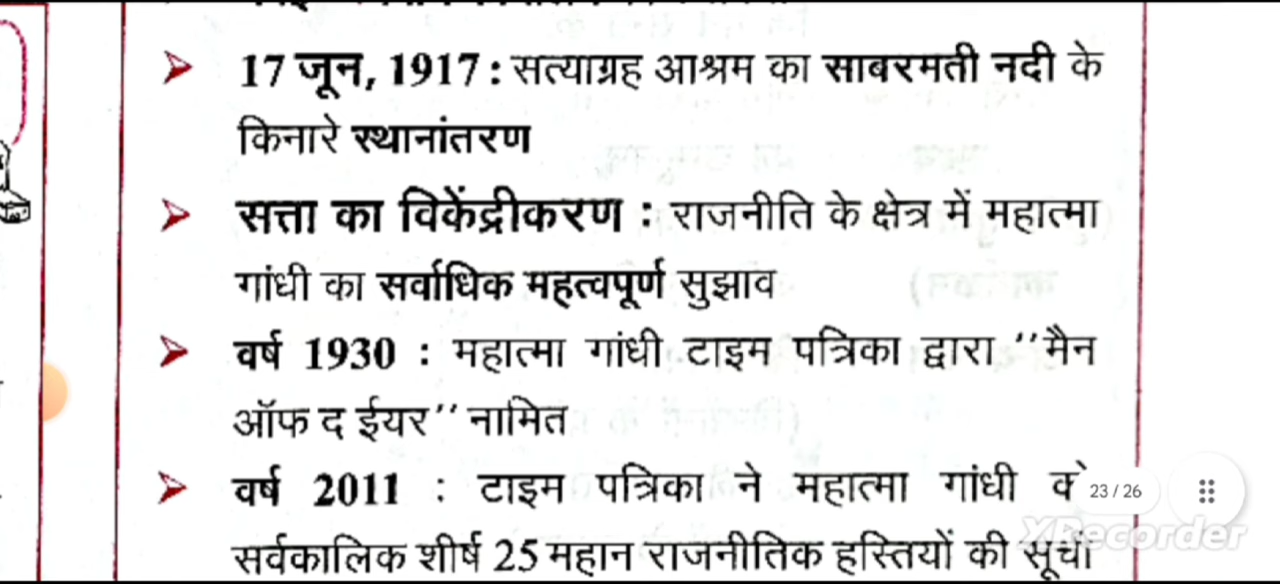 ➤ 17 जून, 1917 : सत्याग्रह आश्रम का साबरमती नदी के
किनारे स्थानांतरण
➤ सत्ता का विकेंद्रीकरण : राजनीति के क्षेत्र में महात्मा
गांधी का सर्वाधिक महत्वपूर्ण सुझाव
➤ वर्ष 1930 : महात्मा गांधी टाइम पत्रिका द्वारा ''मैन
ऑफ द ईयर'' नामित
➤ वर्ष 2011 : टाइम पत्रिका ने महात्मा गांधी
23 / 26
सर्वकालिक शीर्ष 25 महान राजनीतिक हस्तियों की सूची
XRecorder